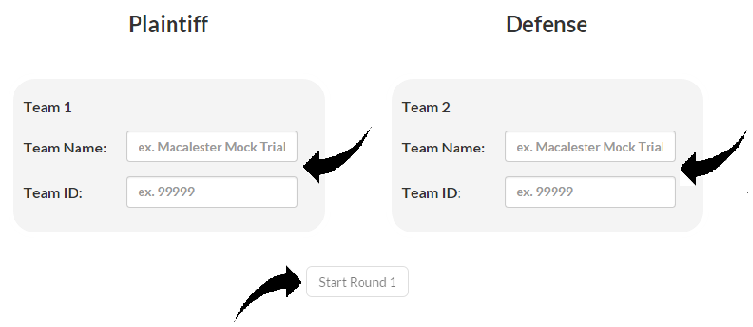 Plaintiff
Defense
Team 1
Team Name: ex. Macalester Mock Trial
Team ID: ex. 99999
Team 2
Team Name: ex. Macalester Mock Trial
Team ID: ex. 99999
Start Round 1